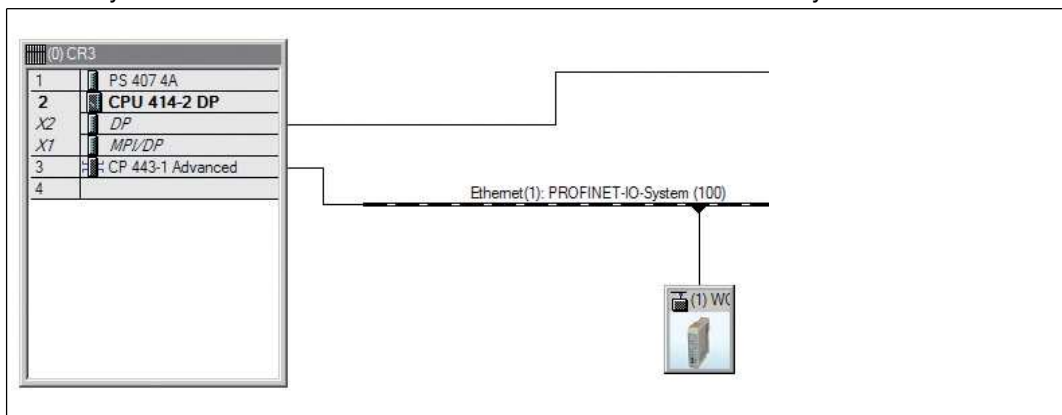 (0) CR3
1 PS 407 4A
2 CPU 414-2 DP
X2 DP
X1 MPI/DP
3 CP 443-1 Advanced
4
Ethernet(1): PROFINET-IO-System (100)
(1) WC